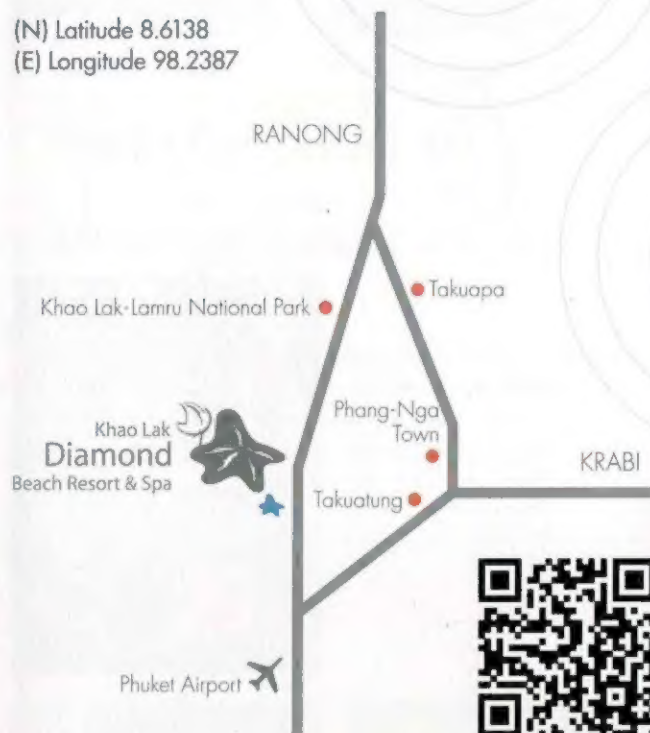 (N) Latitude 8.6138
(E) Longitude 98.2387
RANONG
Takuapa
Khao Lak-Lamru National Park
Phang-Nga
Town
Khao Lak
Diamond
Beach Resort & Spa
KRABI
Takuatung
Phuket Airport